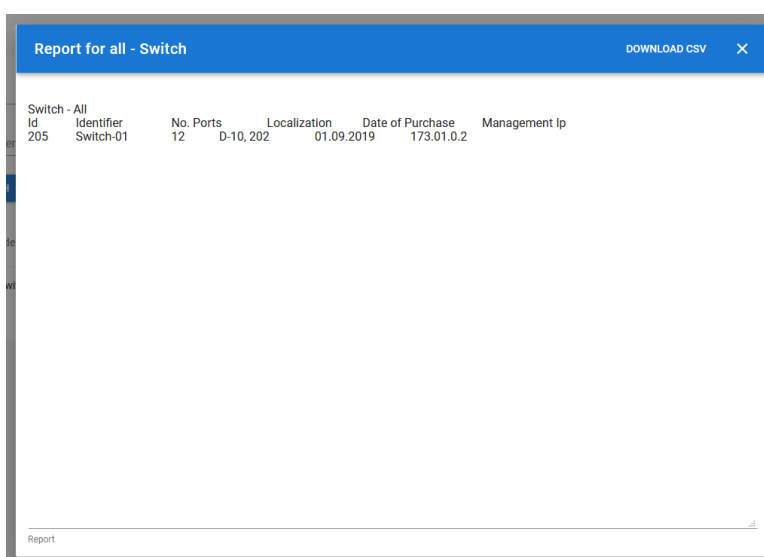 Report for all - Switch DOWNLOAD CSV
Switch - All
Id Identifier No. Ports Localization Date of Purchase Management Ip
205 Switch-01 12 D-10, 202 01.09.2019 173.01.0.2
Report